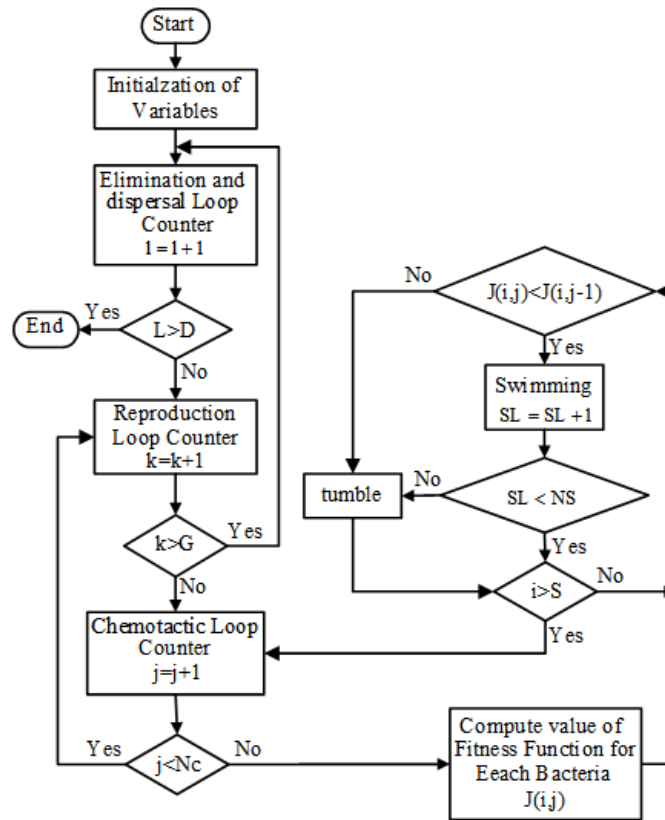 Start
Initialzation of
Variables
Elimination and
dispersal Loop
Counter
l=l+1
Yes
End
L>D
No
Reproduction
Loop Counter
k=k+1
k>G
Yes
No
Chemotactic Loop
Counter
j=j+1
Yes
j<Nc
No
Compute value of
Fitness Function for
Eeach Bacteria
J(i,j)
No
J(i,j)<J(i,j-1)
Yes
Swimming
SL = SL +1
No
tumble
SL < NS
Yes
i>S
No
Yes